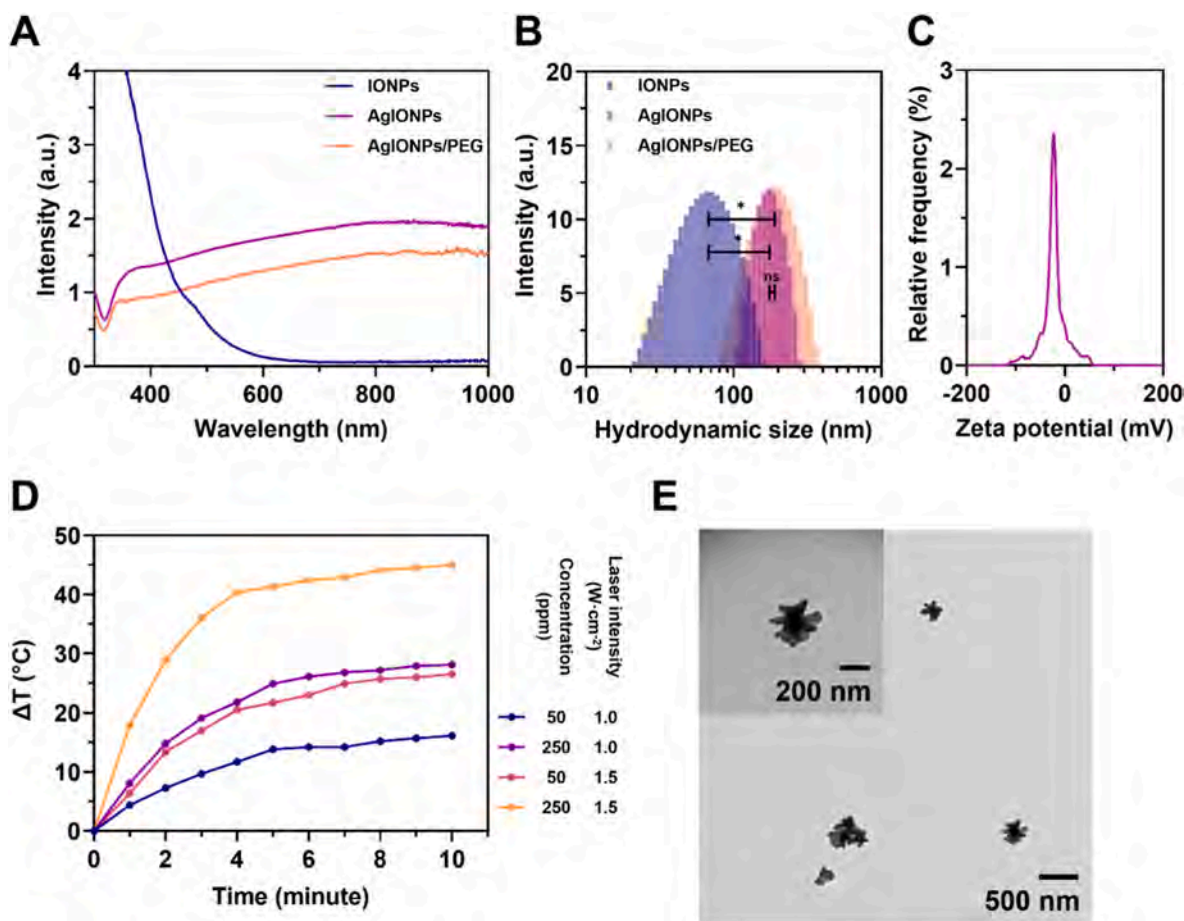 A
Intensity (a.u.)
4
3
2
1
0
400
600
800
1000
Wavelength (nm)
IONPs
AgIONPs
AgIONPs/PEG
B
Intensity (a.u.)
20
15
10
5
0
10
100
1000
Hydrodynamic size (nm)
IONPs
AgIONPs
AgIONPs/PEG
*
*
ns
C
Relative frequency (%)
3
2
1
0
-200
0
200
Zeta potential (mV)
D
ΔT (°C)
50
40
30
20
10
0
0
2
4
6
8
10
Time (minute)
Concentration
(ppm)
Laser intensity
(W·cm⁻²)
50 1.0
250 1.0
50 1.5
250 1.5
E
200 nm
500 nm